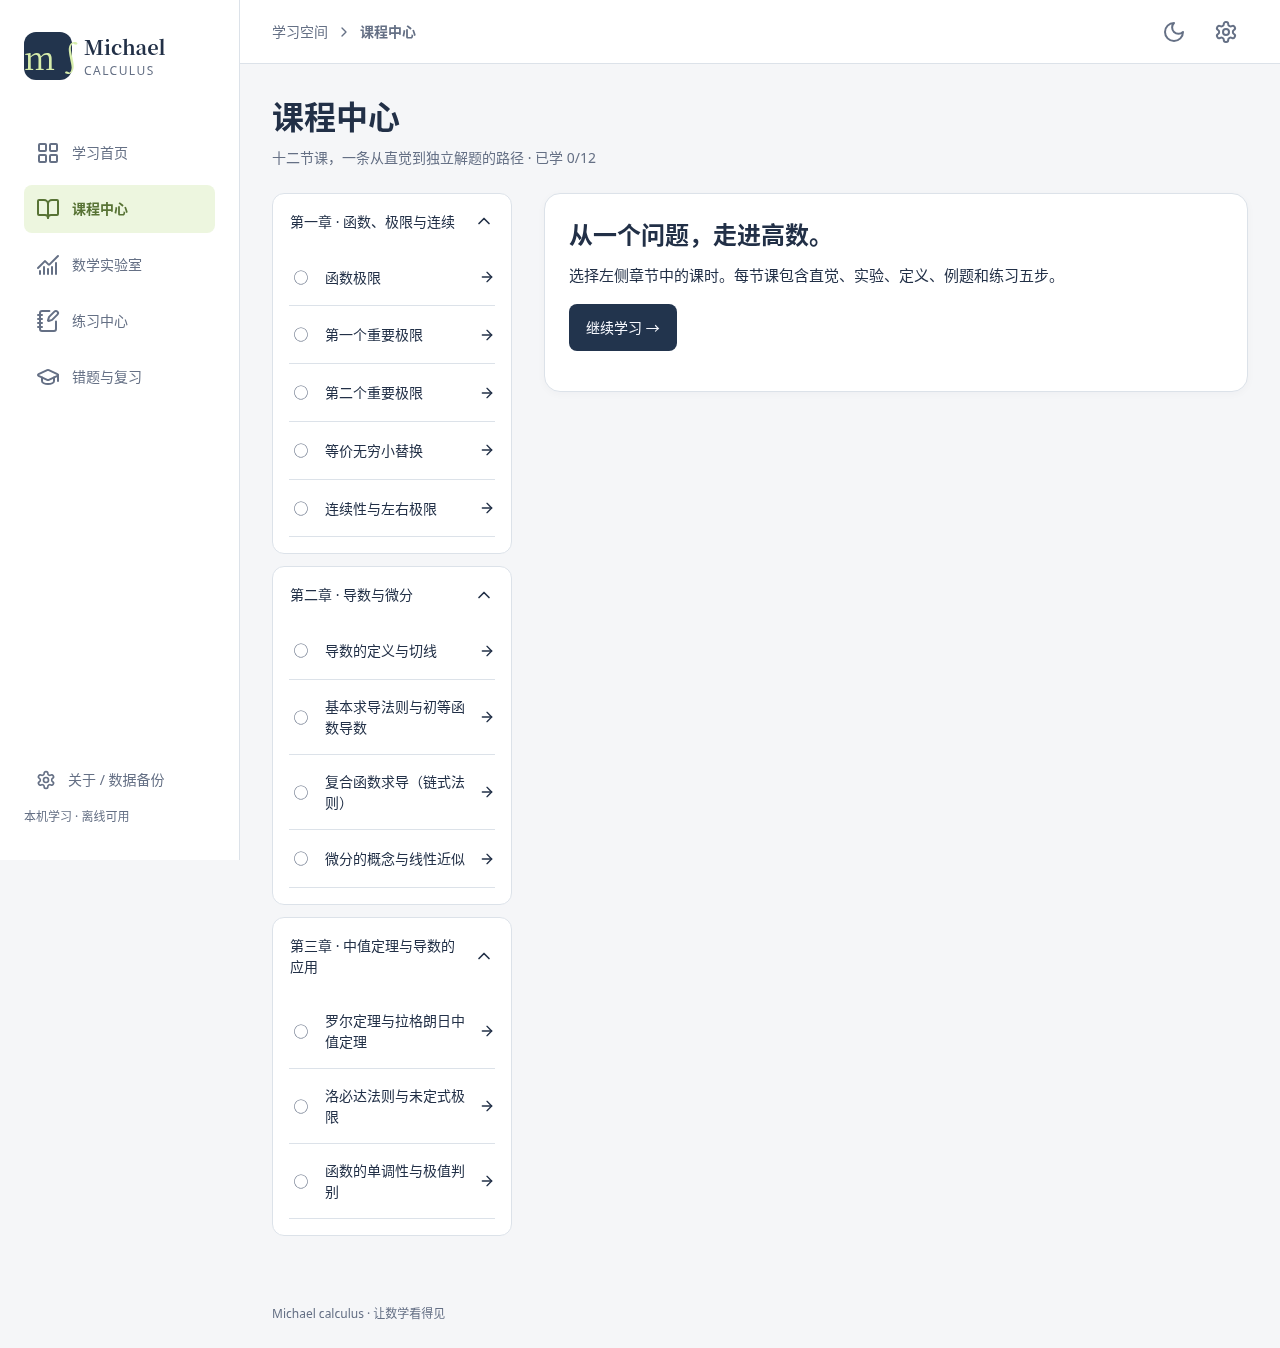 m ∫
Michael
CALCULUS
学习首页
课程中心
数学实验室
练习中心
错题与复习
关于 / 数据备份
本机学习 · 离线可用
学习空间 > 课程中心
课程中心
十二节课，一条从直觉到独立解题的路径 · 已学 0/12
第一章 · 函数、极限与连续
函数极限
第一个重要极限
第二个重要极限
等价无穷小替换
连续性与左右极限
第二章 · 导数与微分
导数的定义与切线
基本求导法则与初等函
数导数
复合函数求导（链式法
则）
微分的概念与线性近似
第三章 · 中值定理与导数的
应用
罗尔定理与拉格朗日中
值定理
洛必达法则与未定式极
限
函数的单调性与极值判
别
从一个问题，走进高数。
选择左侧章节中的课时。每节课包含直觉、实验、定义、例题和练习五步。
继续学习 →
Michael calculus · 让数学看得见